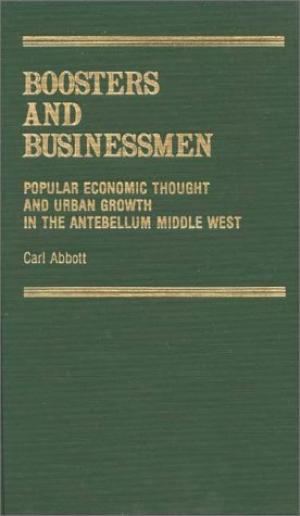 BOOSTERS
AND
BUSINESSMEN
POPULAR ECONOMIC THOUGHT
AND URBAN GROWTH
IN THE ANTEBELLUM MIDDLE WEST
Carl Abbott